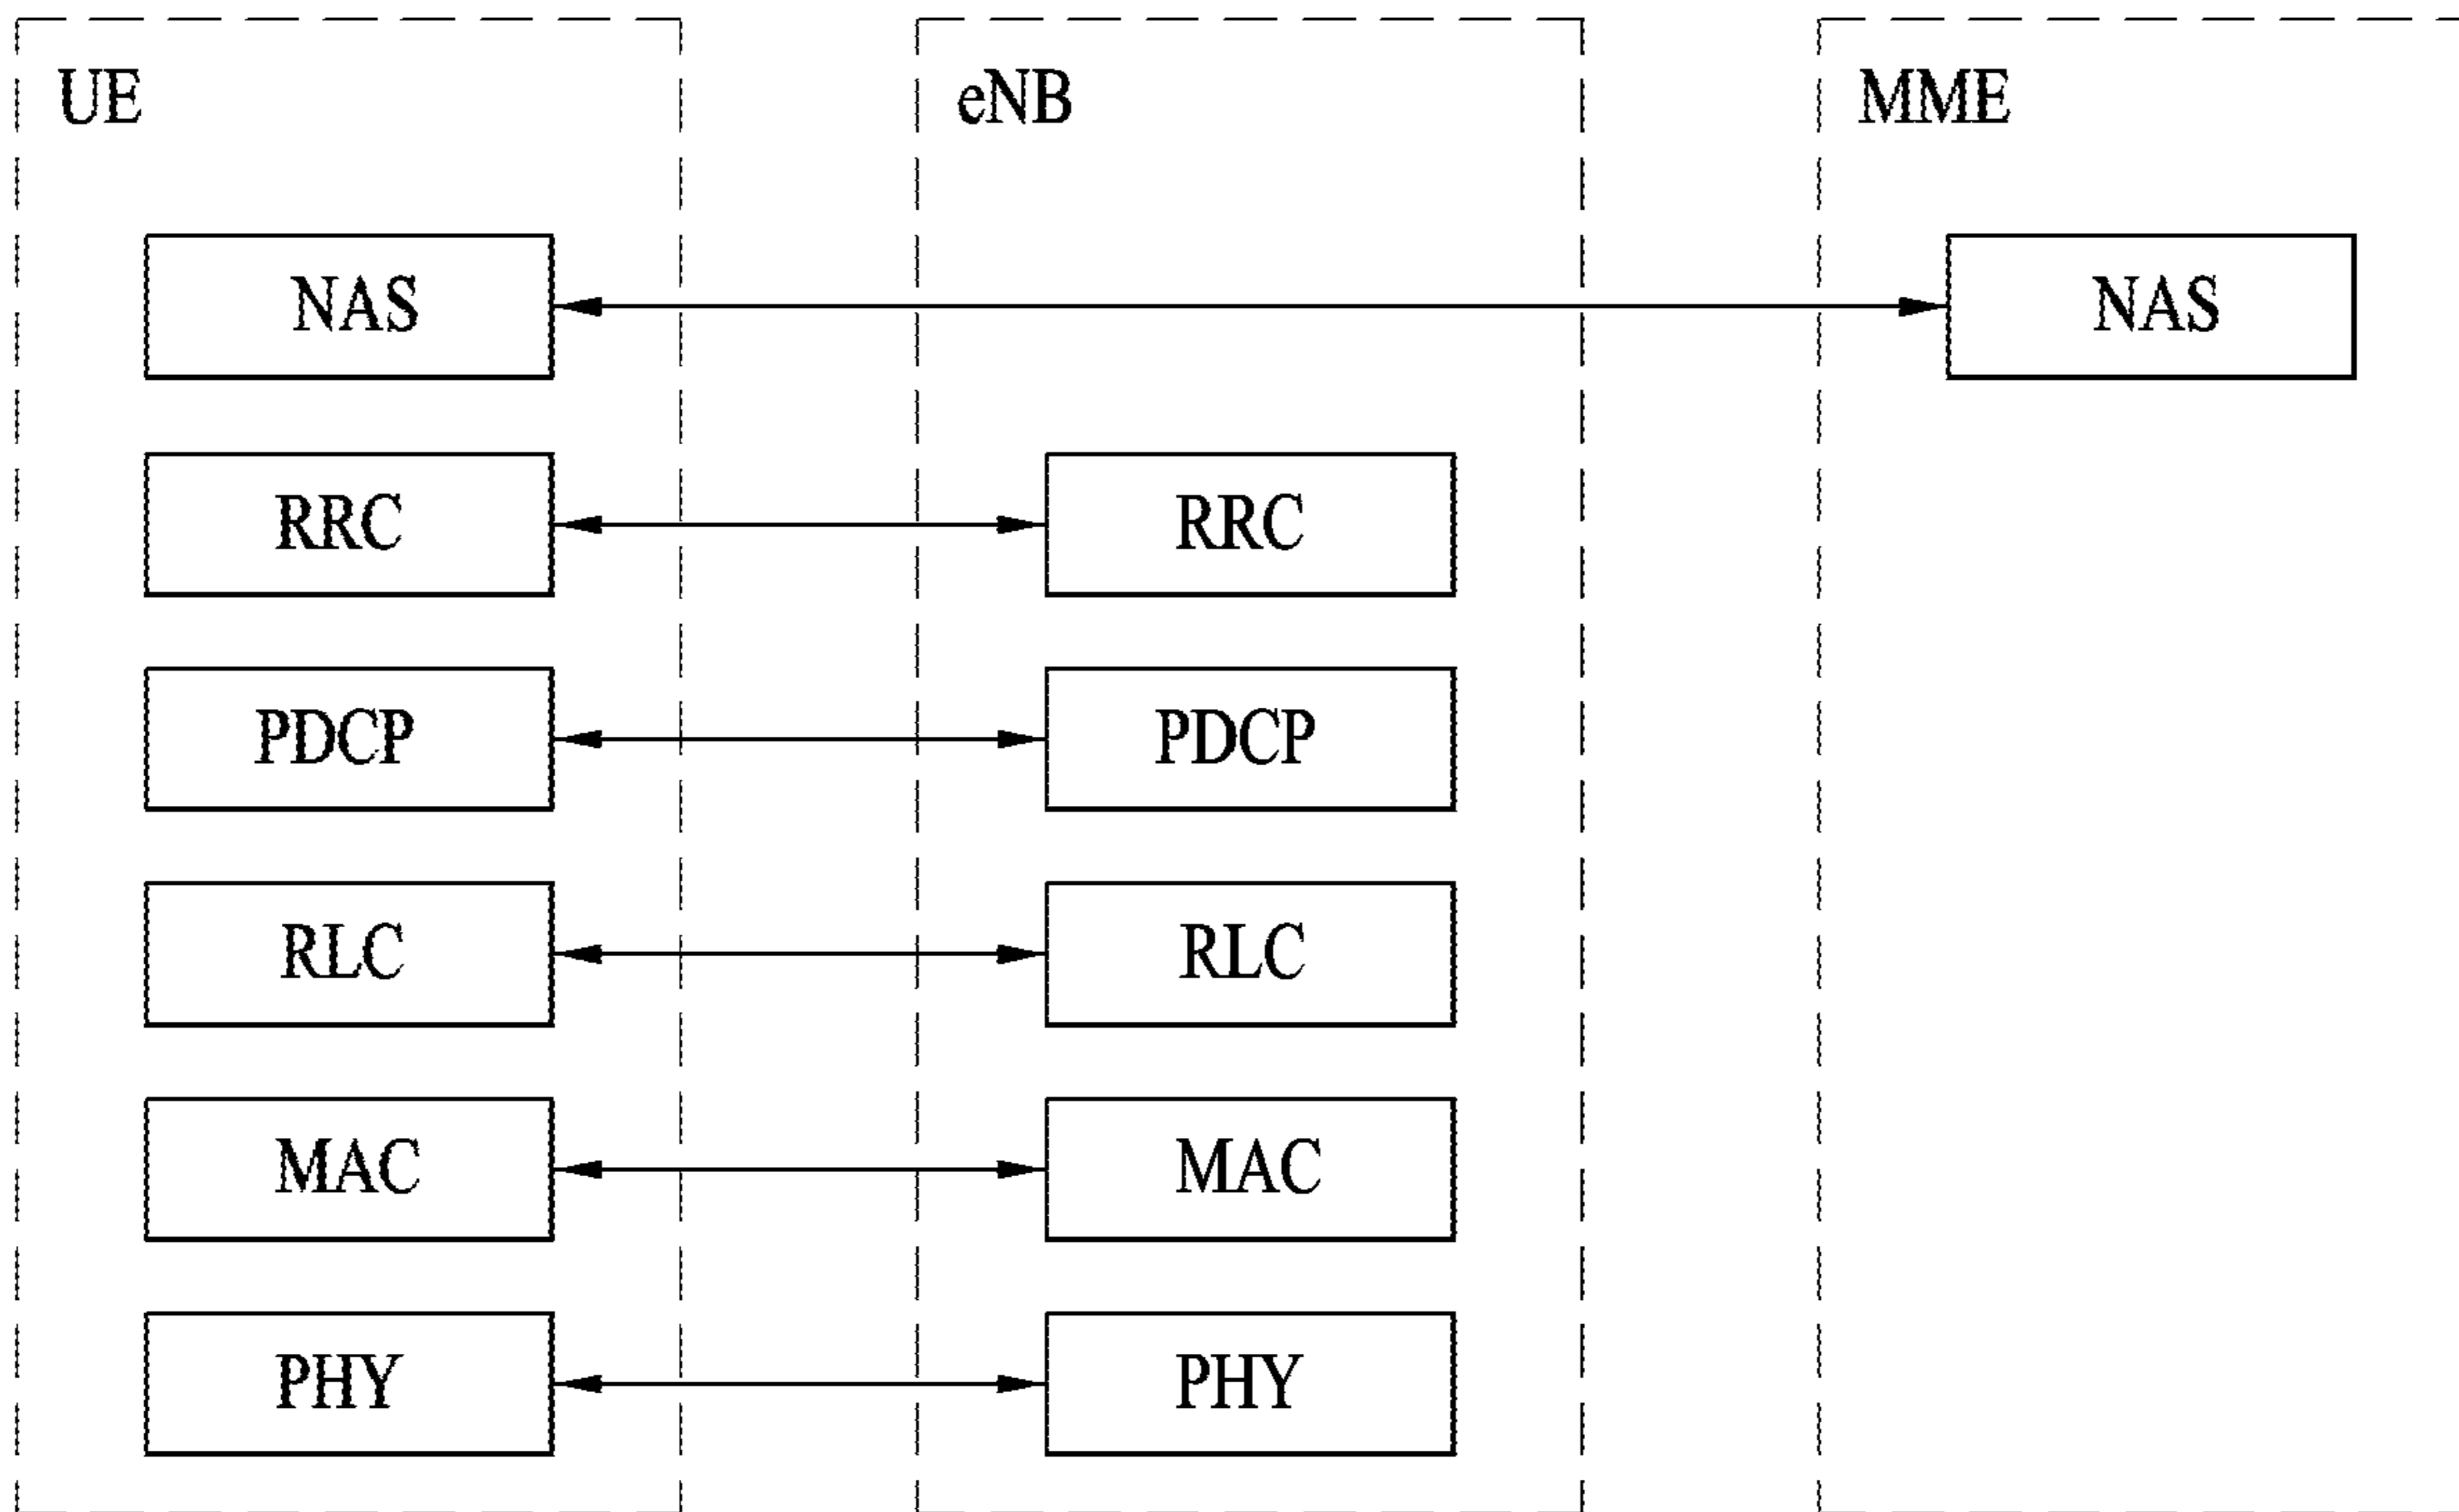 UE
eNB
MME
NAS
NAS
RRC
RRC
PDCP
PDCP
RLC
RLC
MAC
MAC
PHY
PHY